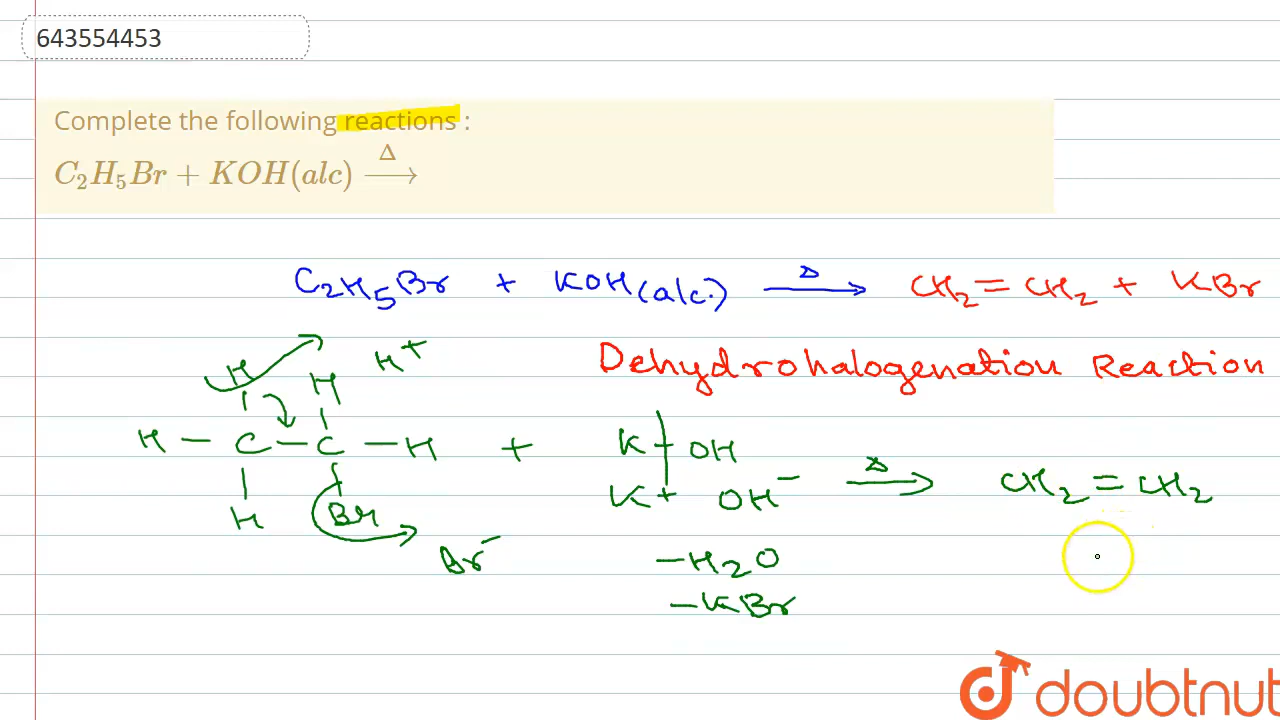 643554453
Complete the following reactions :
C₂H₅Br + KOH(alc) —Δ→
C₂H₅Br + KOH(alc.) —Δ→ CH₂=CH₂ + KBr
Dehydrohalogenation Reaction
H H H⁺
H – C – C – H + K OH
K⁺ OH⁻ —Δ→ CH₂=CH₂
H Br
Br⁻ –H₂O
–KBr
doubtnut